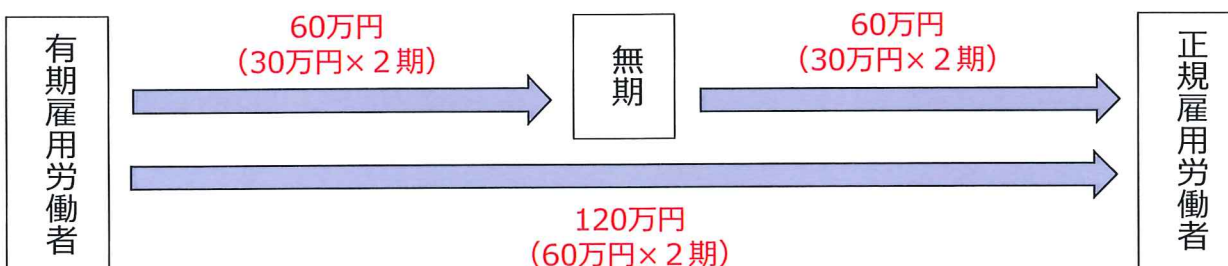 有期雇用労働者
60万円
(30万円×2期)
無期
60万円
(30万円×2期)
正規雇用労働者
120万円
(60万円×2期)